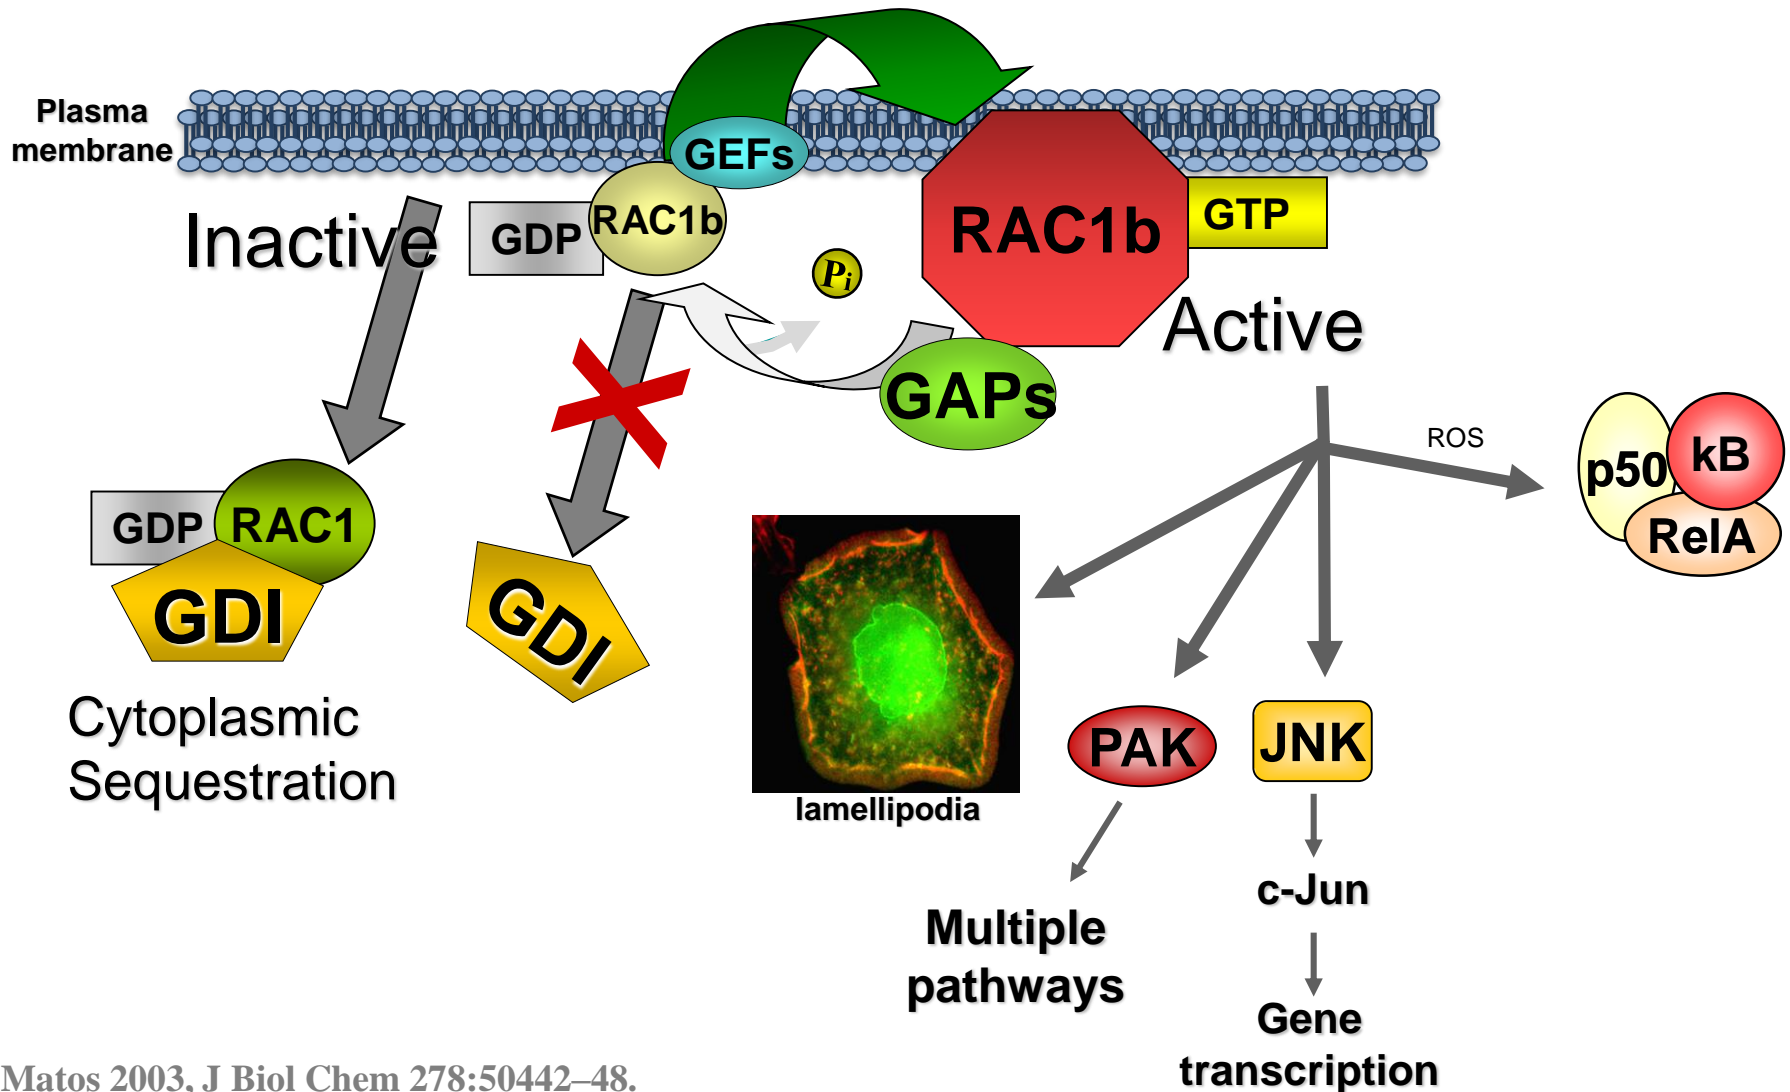 Plasma
membrane
GEFs
Inactive
GDP
RAC1b
RAC1b
GTP
Pi
Active
GAPs
ROS
p50
kB
RelA
GDP
RAC1
GDI
GDI
Cytoplasmic
Sequestration
lamellipodia
PAK
JNK
c-Jun
Multiple
pathways
Gene
transcription
Matos 2003, J Biol Chem 278:50442–48.